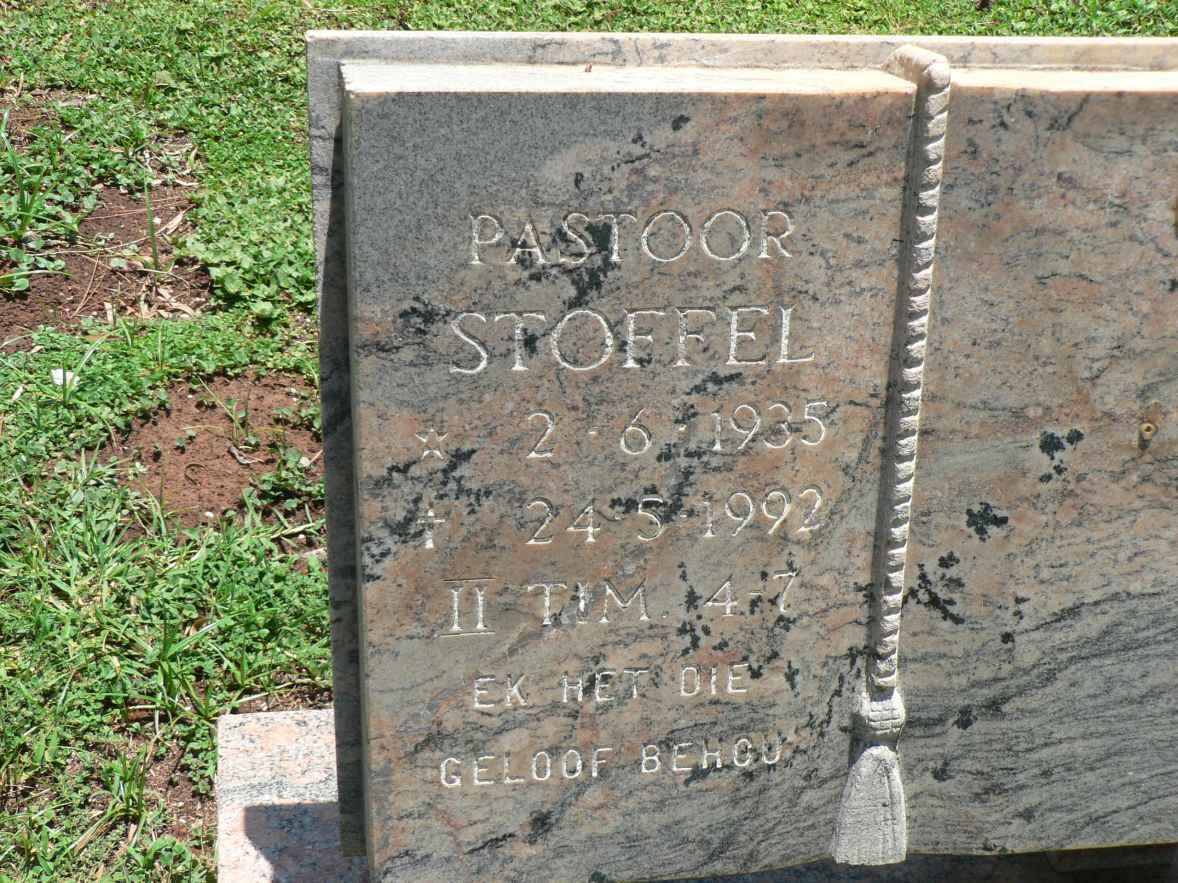 PASTOOR
STOFFEL
☆ 2·6·1935
† 24·5·1992
II TIM. 4-7
EK HET DIE
GELOOF BEHOU